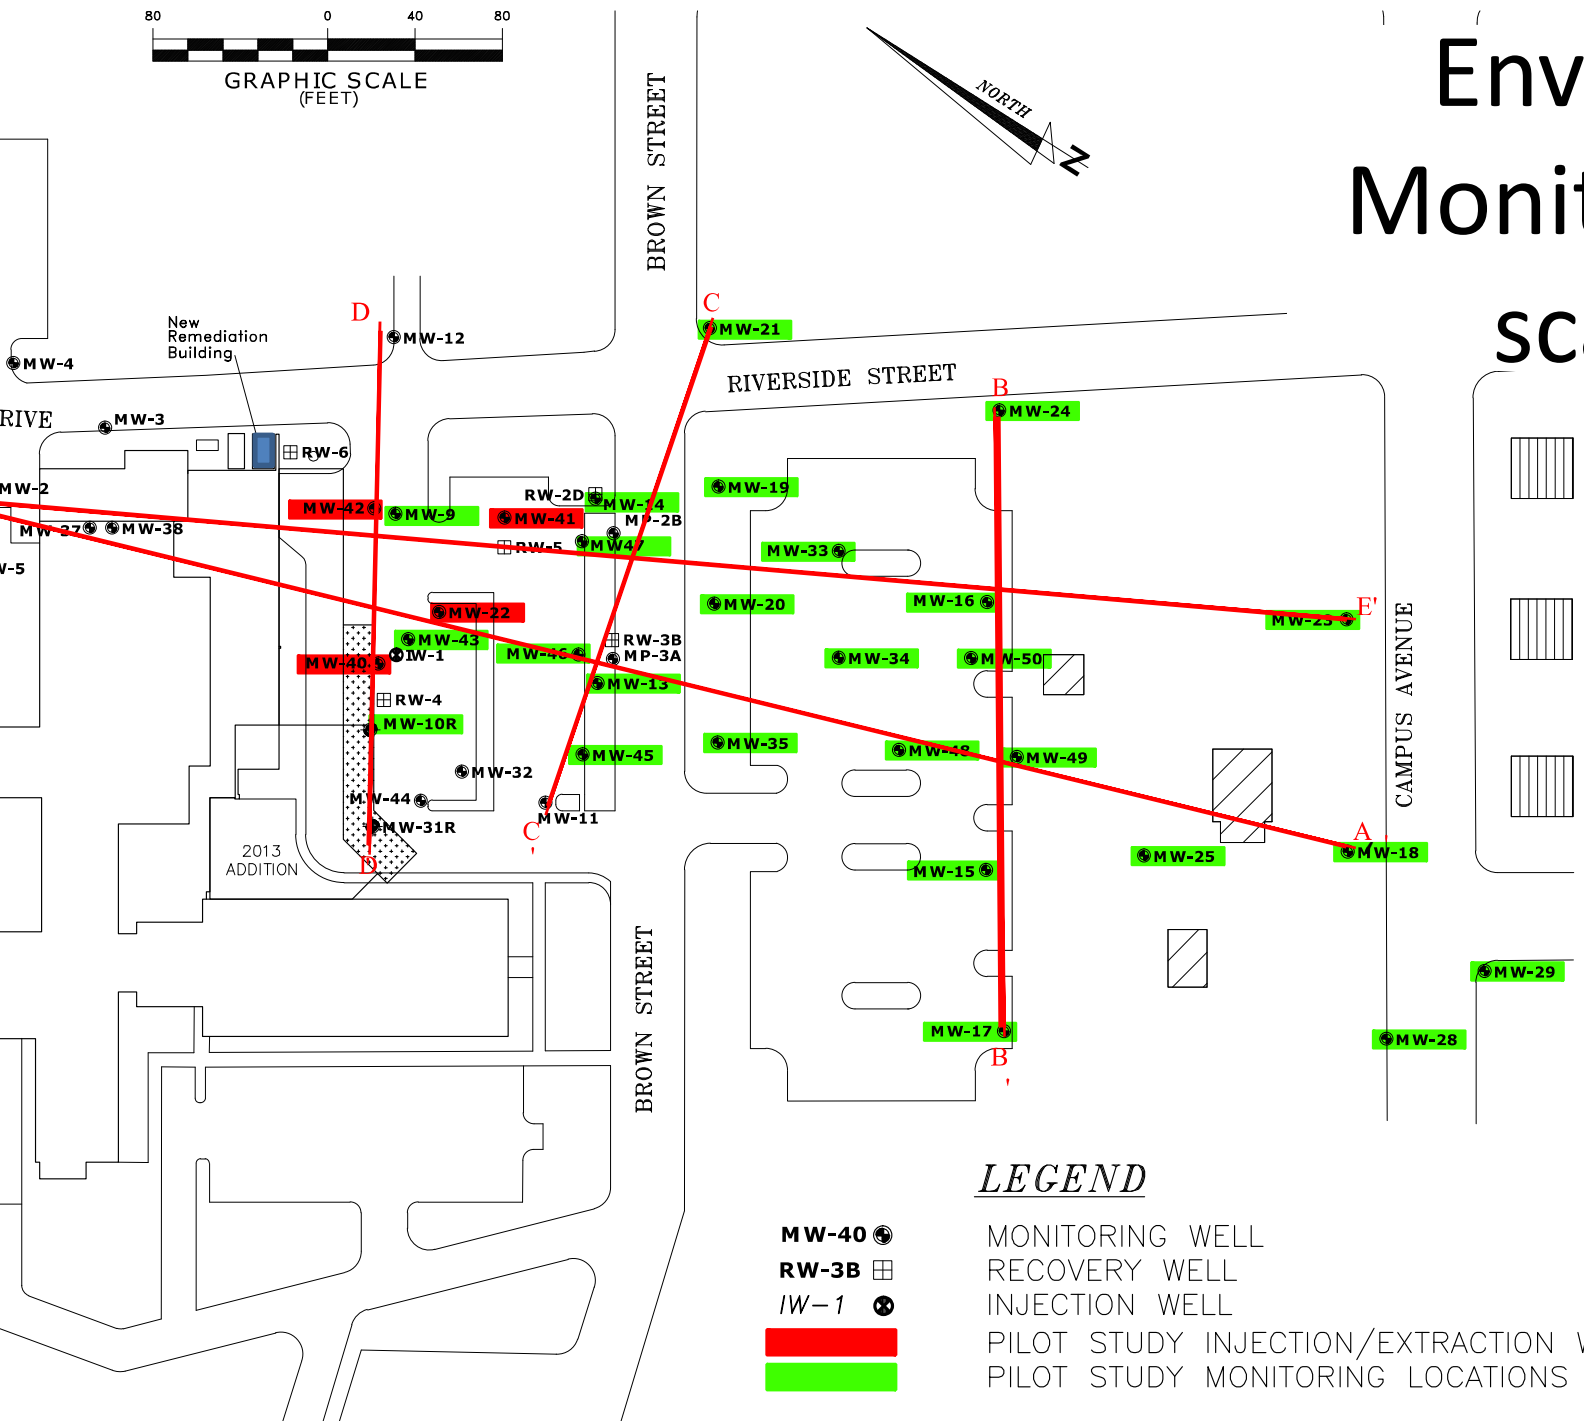 80 0 40 80
GRAPHIC SCALE
(FEET)
BROWN STREET
NORTH
N
Env
Monit
sc
New
Remediation
Building
D
MW-12
C
MW-21
MW-4
RIVERSIDE STREET
B
MW-24
RIVE
MW-3
RW-6
MW-2
MW-42
MW-9
MW-41
RW-2D
MW-14
MW-19
MP-2B
MW-37
MW-38
RW-5
MW47
MW-33
MW-22
MW-20
MW-16
E'
MW-23
MW-43
MW-40
IW-1
MW-46
RW-3B
MP-3A
MW-34
MW-50
CAMPUS AVENUE
RW-4
MW-13
MW-10R
MW-45
MW-35
MW-48
MW-49
MW-32
MW-44
MW-11
C
'
MW-31R
A'
MW-18
2013
ADDITION
D
MW-15
MW-25
BROWN STREET
MW-29
MW-17
MW-28
B
'
LEGEND
MW-40 MONITORING WELL
RW-3B RECOVERY WELL
IW-1 INJECTION WELL
PILOT STUDY INJECTION/EXTRACTION
PILOT STUDY MONITORING LOCATIONS